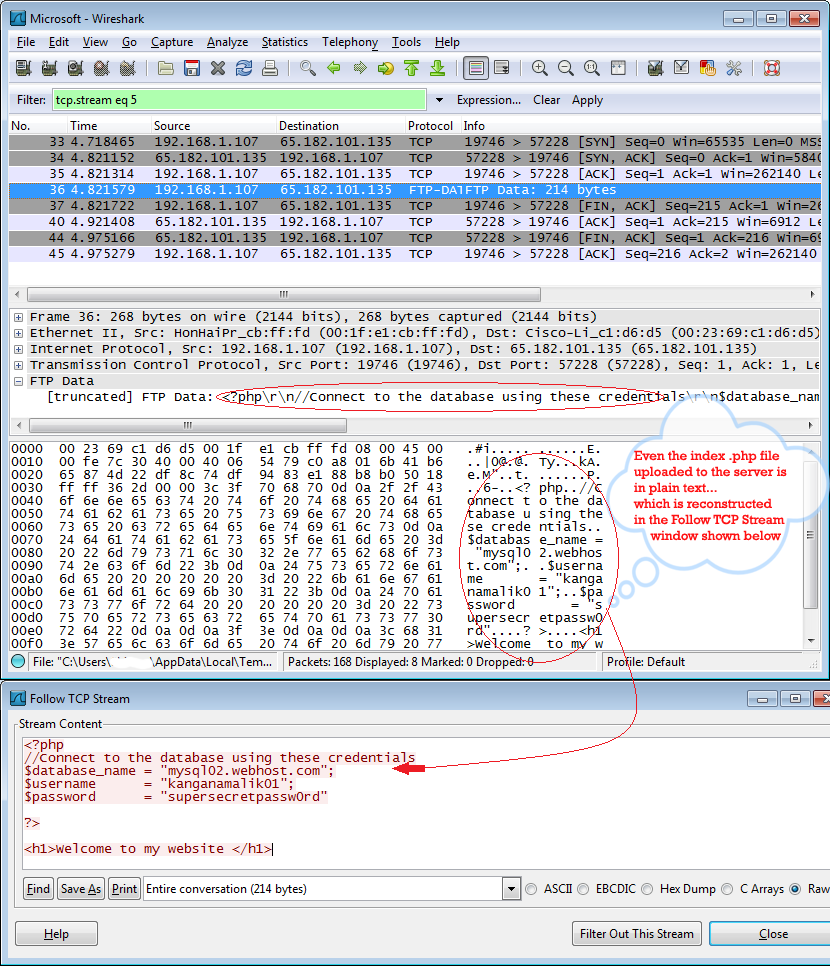 Microsoft - Wireshark
File Edit View Go Capture Analyze Statistics Telephony Tools Help
Filter: tcp.stream eq 5 Expression... Clear Apply
No. Time Source Destination Protocol Info
33 4.718465 192.168.1.107 65.182.101.135 TCP 19746 > 57228 [SYN] Seq=0 Win=65535 Len=0 MSS
34 4.821152 65.182.101.135 192.168.1.107 TCP 57228 > 19746 [SYN, ACK] Seq=0 Ack=1 Win=5840
35 4.821314 192.168.1.107 65.182.101.135 TCP 19746 > 57228 [ACK] Seq=1 Ack=1 Win=262140 Le
36 4.821579 192.168.1.107 65.182.101.135 FTP-DATFTP Data: 214 bytes
37 4.821722 192.168.1.107 65.182.101.135 TCP 19746 > 57228 [FIN, ACK] Seq=215 Ack=1 Win=26
40 4.921408 65.182.101.135 192.168.1.107 TCP 57228 > 19746 [ACK] Seq=1 Ack=215 Win=6912 Le
44 4.975166 65.182.101.135 192.168.1.107 TCP 57228 > 19746 [FIN, ACK] Seq=1 Ack=216 Win=69
45 4.975279 192.168.1.107 65.182.101.135 TCP 19746 > 57228 [ACK] Seq=216 Ack=2 Win=262140
Frame 36: 268 bytes on wire (2144 bits), 268 bytes captured (2144 bits)
Ethernet II, Src: HonHaiPr_cb:ff:fd (00:1f:e1:cb:ff:fd), Dst: Cisco-Li_c1:d6:d5 (00:23:69:c1:d6:d5)
Internet Protocol, Src: 192.168.1.107 (192.168.1.107), Dst: 65.182.101.135 (65.182.101.135)
Transmission Control Protocol, Src Port: 19746 (19746), Dst Port: 57228 (57228), Seq: 1, Ack: 1, Le
FTP Data
[truncated] FTP Data: <?php\r\n//Connect to the database using these credentials\r\n$database_nam
0000 00 23 69 c1 d6 d5 00 1f e1 cb ff fd 08 00 45 00 .#i..... ......E.
0010 00 fe 7c 30 40 00 40 06 54 79 c0 a8 01 6b 41 b6 ..|0@.@. Ty...kA.
0020 65 87 4d 22 df 8c 74 df 94 83 e1 88 b8 b0 50 18 e.M"..t. ......P.
0030 ff ff 36 2d 00 00 3c 3f 70 68 70 0d 0a 2f 2f 43 ..6-..<? php..//C
0040 6f 6e 6e 65 63 74 20 74 6f 20 74 68 65 20 64 61 onnect t o the da
0050 74 61 62 61 73 65 20 75 73 69 6e 67 20 74 68 65 tabase u sing the
0060 73 65 20 63 72 65 64 65 6e 74 69 61 6c 73 0d 0a se crede ntials..
0070 24 64 61 74 61 62 61 73 65 5f 6e 61 6d 65 20 3d $databas e_name =
0080 20 22 6d 79 73 71 6c 30 32 2e 77 65 62 68 6f 73 "mysql0 2.webhos
0090 74 2e 63 6f 6d 22 3b 0d 0a 24 75 73 65 72 6e 61 t.com";. .$userna
00a0 6d 65 20 20 20 20 20 20 3d 20 22 6b 61 6e 67 61 me = "kanga
00b0 6e 61 6d 61 6c 69 6b 30 31 22 3b 0d 0a 24 70 61 namalik0 1";..$pa
00c0 73 73 77 6f 72 64 20 20 20 20 20 20 3d 20 22 73 ssword = "s
00d0 75 70 65 72 73 65 63 72 65 74 70 61 73 73 77 30 upersecr etpassw0
00e0 72 64 22 0d 0a 0d 0a 3f 3e 0d 0a 0d 0a 3c 68 31 rd"....? >....<h1
00f0 3e 57 65 6c 63 6f 6d 65 20 74 6f 20 6d 79 20 77 >Welcome to my w
Even the index .php file
uploaded to the server is
in plain text...
which is reconstructed
in the Follow TCP Stream
window shown below
File: "C:\Users\ \AppData\Local\Tem... Packets: 168 Displayed: 8 Marked: 0 Dropped: 0 Profile: Default
Follow TCP Stream
Stream Content
<?php
//Connect to the database using these credentials
$database_name = "mysql02.webhost.com";
$username = "kanganamalik01";
$password = "supersecretpassw0rd"
?>
<h1>Welcome to my website </h1>
Find Save As Print Entire conversation (214 bytes) ASCII EBCDIC Hex Dump C Arrays Raw
Help Filter Out This Stream Close